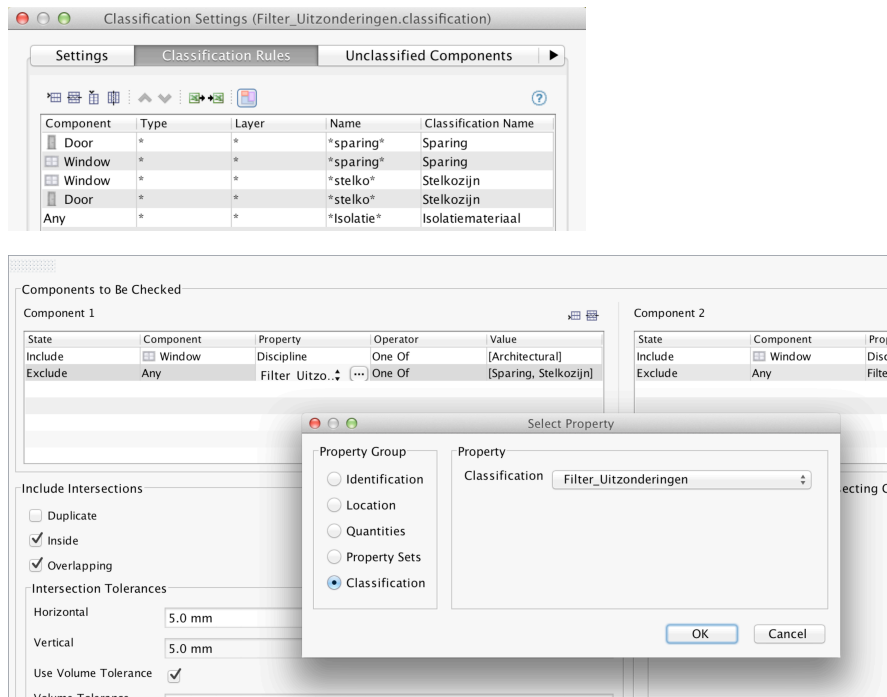 Classification Settings (Filter_Uitzonderingen.classification)
Settings Classification Rules Unclassified Components
Component Type Layer Name Classification Name
Door * * *sparing* Sparing
Window * * *sparing* Sparing
Window * * *stelko* Stelkozijn
Door * * *stelko* Stelkozijn
Any * * *Isolatie* Isolatiemateriaal
Components to Be Checked
Component 1
State Component Property Operator Value
Include Window Discipline One Of [Architectural]
Exclude Any Filter Uitzo.. One Of [Sparing, Stelkozijn]
Component 2
State Component
Include Window
Exclude Any
Select Property
Property Group
Identification
Location
Quantities
Property Sets
Classification
Property
Classification Filter_Uitzonderingen
OK Cancel
Include Intersections
Duplicate
Inside
Overlapping
Intersection Tolerances
Horizontal 5.0 mm
Vertical 5.0 mm
Use Volume Tolerance